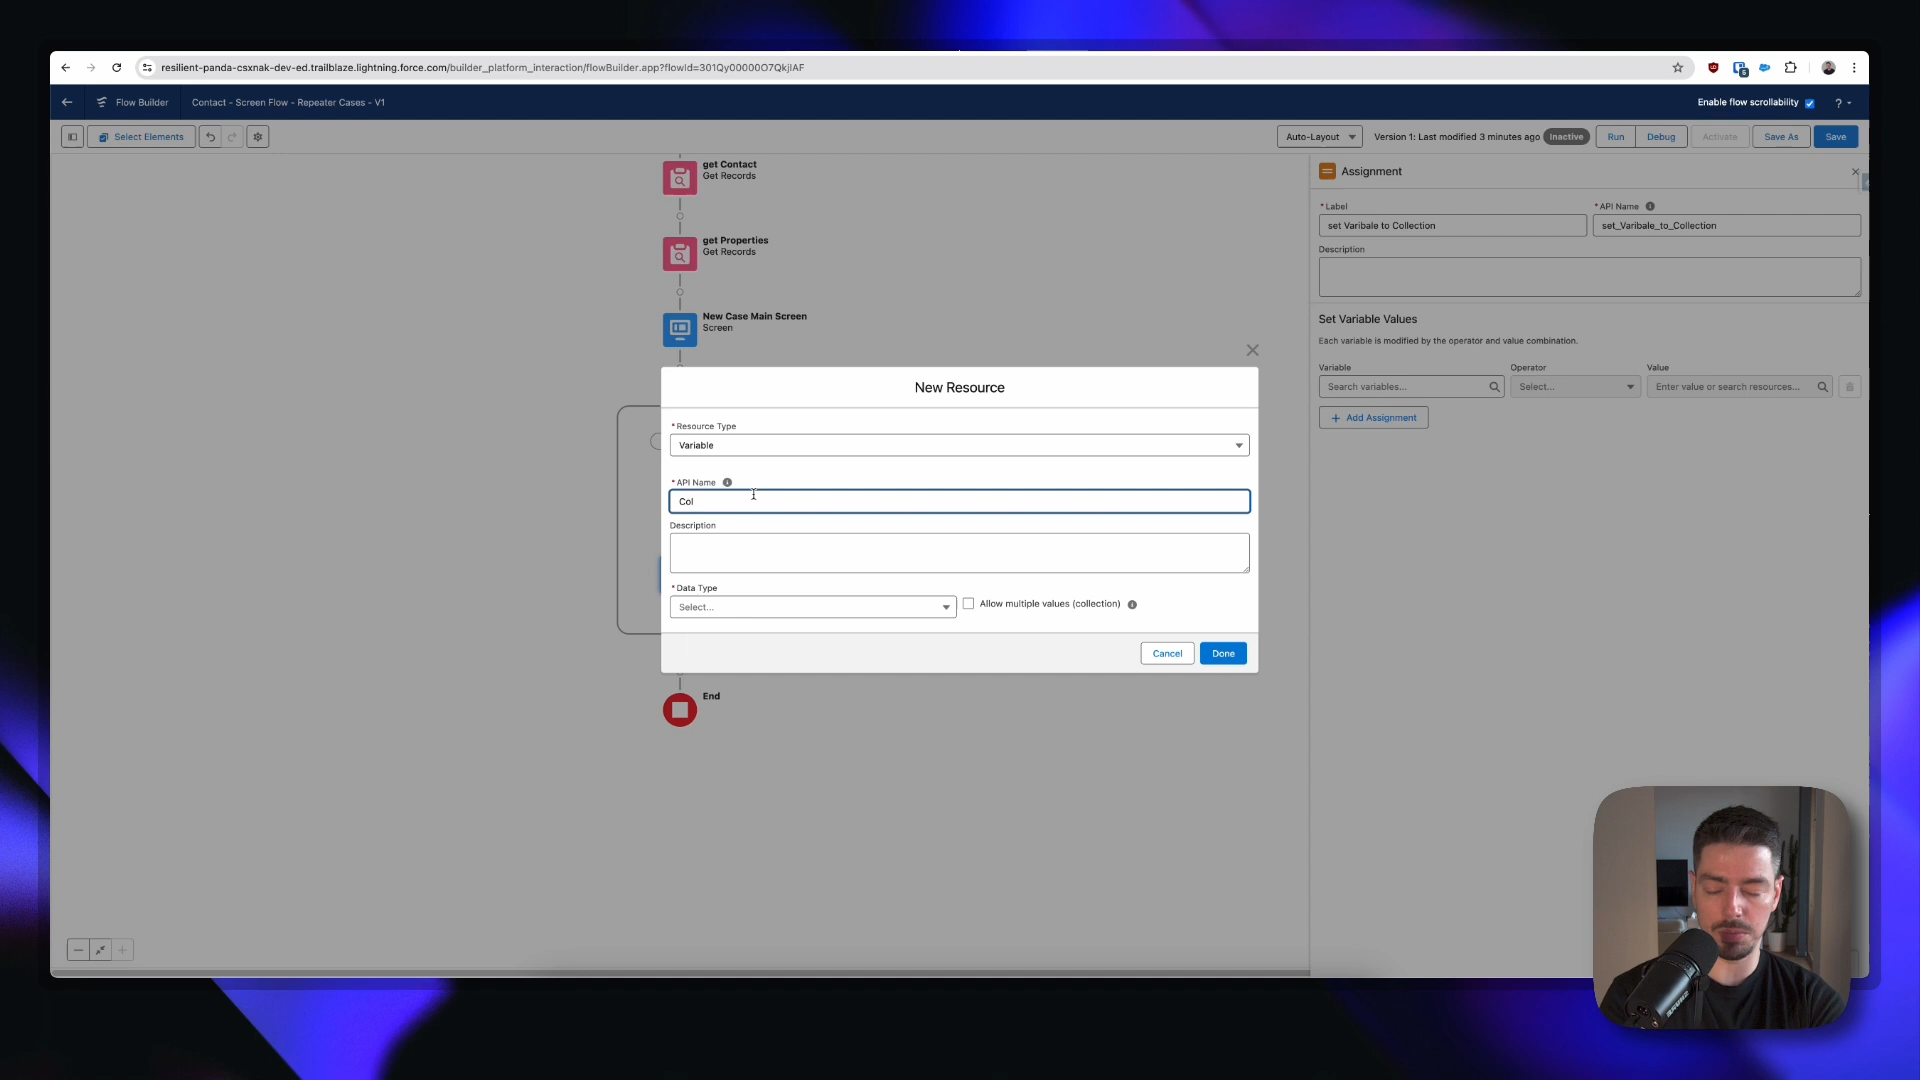 resilient-panda-csxnak-dev-ed.trailblaze.lightning.force.com/builder_platform_interaction/flowBuilder.app?flowId=301Qy00000O7QkjIAF
Flow Builder
Contact - Screen Flow - Repeater Cases - V1
Enable flow scrollability
?
Select Elements
Auto-Layout
Version 1: Last modified 3 minutes ago
Inactive
Run
Debug
Activate
Save As
Save
get Contact
Get Records
get Properties
Get Records
New Case Main Screen
Screen
End
New Resource
* Resource Type
Variable
* API Name
Col
Description
* Data Type
Select...
Allow multiple values (collection)
Cancel
Done
Assignment
* Label
* API Name
set Varibale to Collection
set_Varibale_to_Collection
Description
Set Variable Values
Each variable is modified by the operator and value combination.
Variable
Operator
Value
Search variables...
Select...
Enter value or search resources...
+ Add Assignment